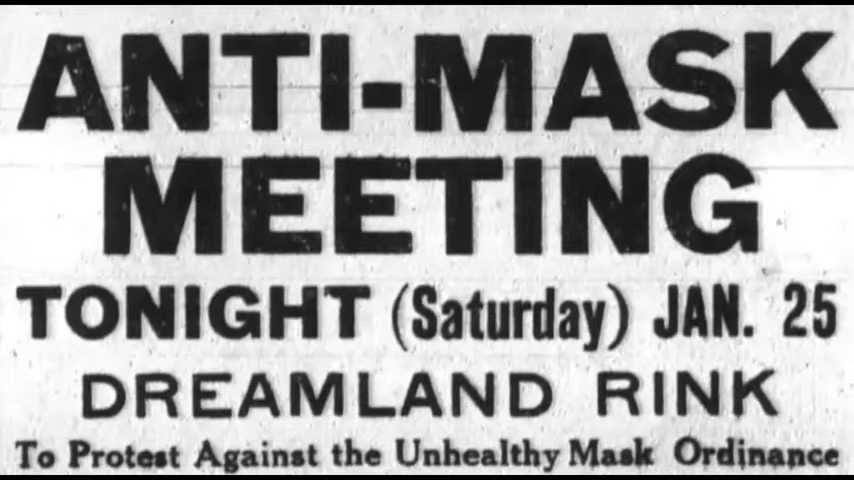 ANTI-MASK
MEETING
TONIGHT (Saturday) JAN. 25
DREAMLAND RINK
To Protest Against the Unhealthy Mask Ordinance